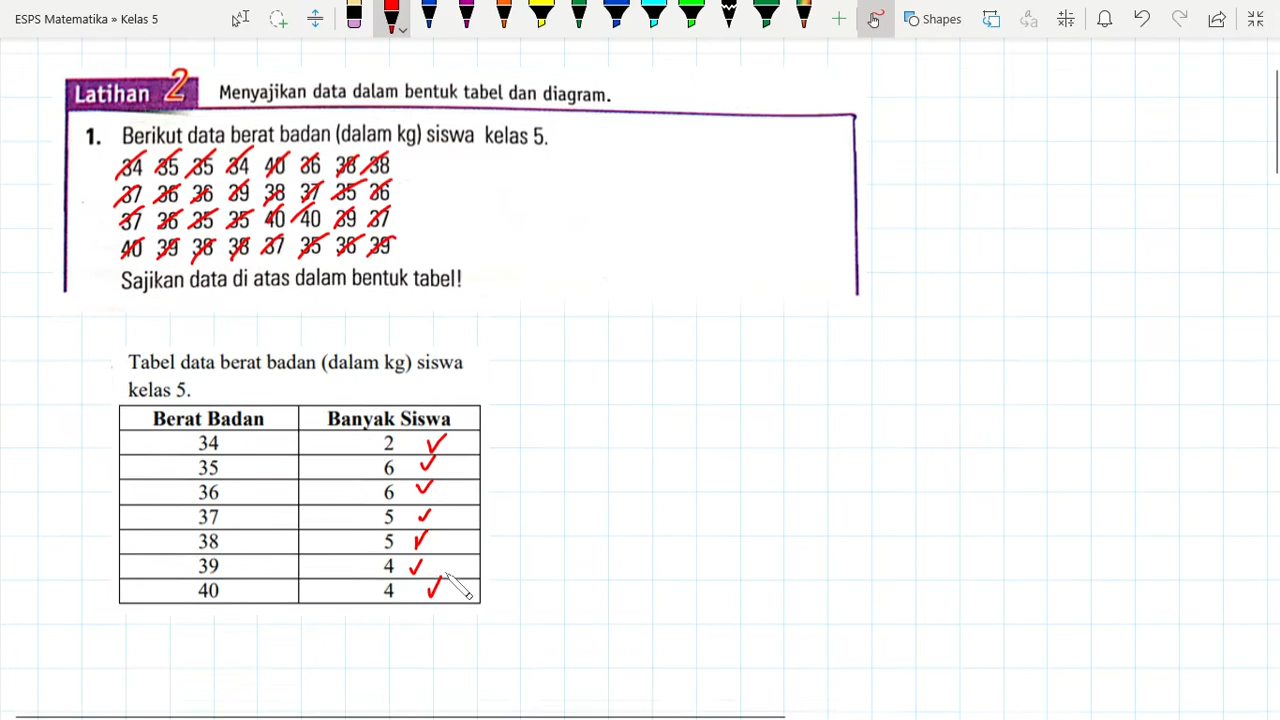 ESPS Matematika » Kelas 5
Shapes
Latihan 2 Menyajikan data dalam bentuk tabel dan diagram.
1. Berikut data berat badan (dalam kg) siswa kelas 5.
34 35 35 34 40 36 38 38
37 36 36 39 38 37 35 36
37 36 35 35 40 40 39 37
40 39 38 38 37 35 36 39
Sajikan data di atas dalam bentuk tabel!
Tabel data berat badan (dalam kg) siswa
kelas 5.
Berat Badan Banyak Siswa
34 2
35 6
36 6
37 5
38 5
39 4
40 4